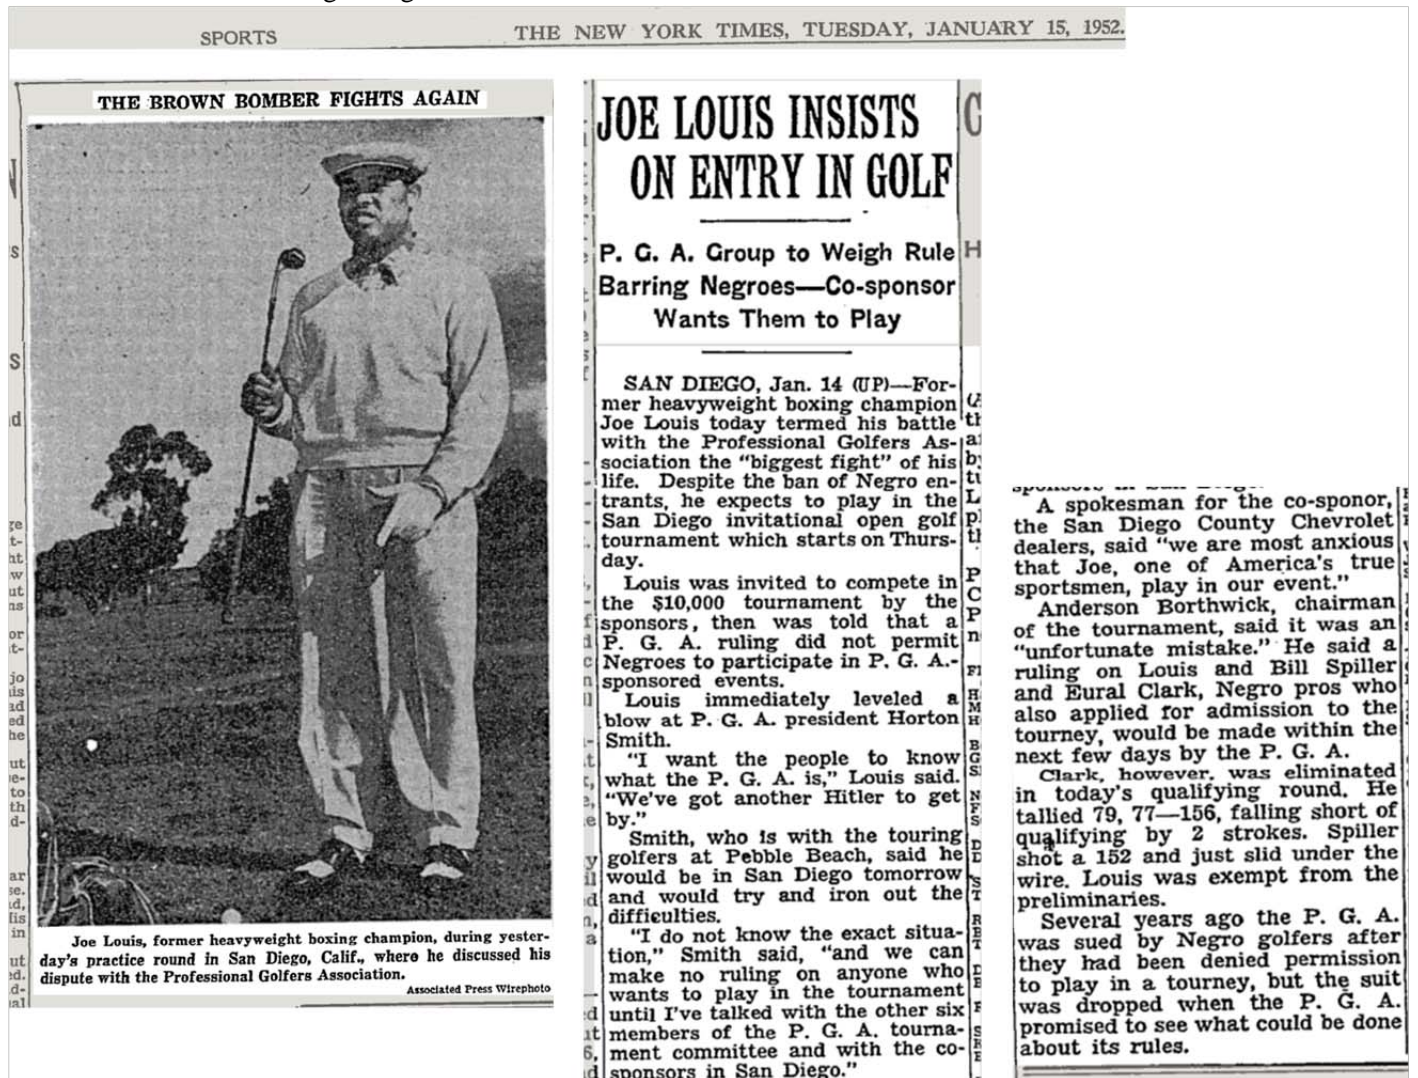 SPORTS
THE NEW YORK TIMES, TUESDAY, JANUARY 15, 1952.
THE BROWN BOMBER FIGHTS AGAIN
Joe Louis, former heavyweight boxing champion, during yester-
day's practice round in San Diego, Calif., where he discussed his
dispute with the Professional Golfers Association.
Associated Press Wirephoto
JOE LOUIS INSISTS
ON ENTRY IN GOLF
P. G. A. Group to Weigh Rule
Barring Negroes—Co-sponsor
Wants Them to Play
SAN DIEGO, Jan. 14 (UP)—For-
mer heavyweight boxing champion
Joe Louis today termed his battle
with the Professional Golfers As-
sociation the "biggest fight" of his
life. Despite the ban of Negro en-
trants, he expects to play in the
San Diego invitational open golf
tournament which starts on Thurs-
day.
Louis was invited to compete in
the $10,000 tournament by the
sponsors, then was told that a
P. G. A. ruling did not permit
Negroes to participate in P. G. A.-
sponsored events.
Louis immediately leveled a
blow at P. G. A. president Horton
Smith.
"I want the people to know
what the P. G. A. is," Louis said.
"We've got another Hitler to get
by."
Smith, who is with the touring
golfers at Pebble Beach, said he
would be in San Diego tomorrow
and would try and iron out the
difficulties.
"I do not know the exact situa-
tion," Smith said, "and we can
make no ruling on anyone who
wants to play in the tournament
until I've talked with the other six
members of the P. G. A. tourna-
ment committee and with the co-
sponsors in San Diego."
A spokesman for the co-sponor,
the San Diego County Chevrolet
dealers, said "we are most anxious
that Joe, one of America's true
sportsmen, play in our event."
Anderson Borthwick, chairman
of the tournament, said it was an
"unfortunate mistake." He said a
ruling on Louis and Bill Spiller
and Eural Clark, Negro pros who
also applied for admission to the
tourney, would be made within the
next few days by the P. G. A.
Clark, however, was eliminated
in today's qualifying round. He
tallied 79, 77—156, falling short of
qualifying by 2 strokes. Spiller
shot a 152 and just slid under the
wire. Louis was exempt from the
preliminaries.
Several years ago the P. G. A.
was sued by Negro golfers after
they had been denied permission
to play in a tourney, but the suit
was dropped when the P. G. A.
promised to see what could be done
about its rules.